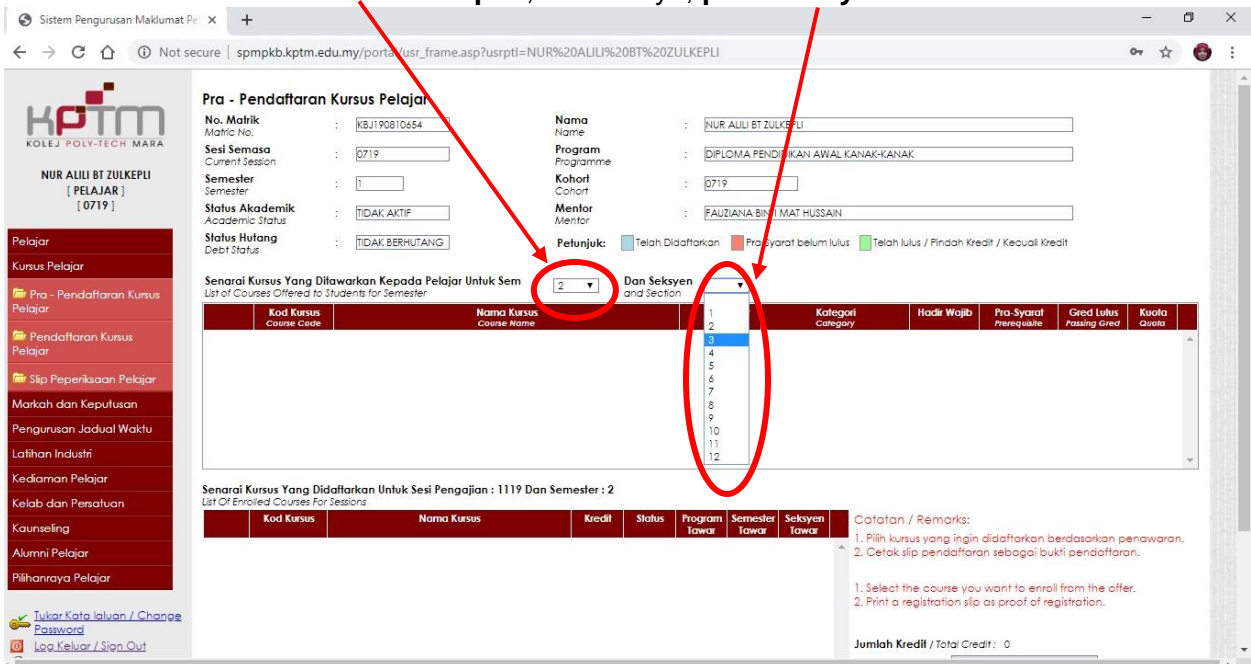 Sistem Pengurusan Maklumat Pe
Not secure | spmpkb.kptm.edu.my/portal/usr_frame.asp?usrptl=NUR%20ALILI%20BT%20ZULKEPLI
kptm
KOLEJ POLY-TECH MARA
NUR ALILI BT ZULKEPLI
[ PELAJAR ]
[ 0719 ]
Pelajar
Kursus Pelajar
Pra - Pendaftaran Kursus
Pelajar
Pendaftaran Kursus
Pelajar
Slip Peperiksaan Pelajar
Markah dan Keputusan
Pengurusan Jadual Waktu
Latihan Industri
Kediaman Pelajar
Kelab dan Persatuan
Kaunseling
Alumni Pelajar
Pilihanraya Pelajar
Tukar Kata laluan / Change
Password
Log Keluar / Sign Out
Pra - Pendaftaran Kursus Pelajar
No. Matrik : KBJ190810654 Nama : NUR ALILI BT ZULKEPLI
Matric No. Name
Sesi Semasa : 0719 Program : DIPLOMA PENDIDIKAN AWAL KANAK-KANAK
Current Session Programme
Semester : 1 Kohort : 0719
Semester Cohort
Status Akademik : TIDAK AKTIF Mentor : FAUZIANA BINTI MAT HUSSAIN
Academic Status Mentor
Status Hutang : TIDAK BERHUTANG Petunjuk: Telah Didaftarkan Pra-Syarat belum lulus Telah lulus / Pindah Kredit / Kecuali Kredit
Debt Status
Senarai Kursus Yang Ditawarkan Kepada Pelajar Untuk Sem 2 Dan Seksyen
List of Courses Offered to Students for Semester and Section
Kod Kursus Nama Kursus Kategori Hadir Wajib Pra-Syarat Gred Lulus Kuota
Course Code Course Name Category Prerequisite Passing Gred Quota
1
2
3
4
5
6
7
8
9
10
11
12
Senarai Kursus Yang Didaftarkan Untuk Sesi Pengajian : 1119 Dan Semester : 2
List Of Enrolled Courses For Sessions
Kod Kursus Nama Kursus Kredit Status Program Semester Seksyen
Tawar Tawar Tawar
Catatan / Remarks:
1. Pilih kursus yang ingin didaftarkan berdasarkan penawaran.
2. Cetak slip pendaftaran sebagai bukti pendaftaran.
1. Select the course you want to enroll from the offer.
2. Print a registration slip as proof of registration.
Jumlah Kredit / Total Credit : 0